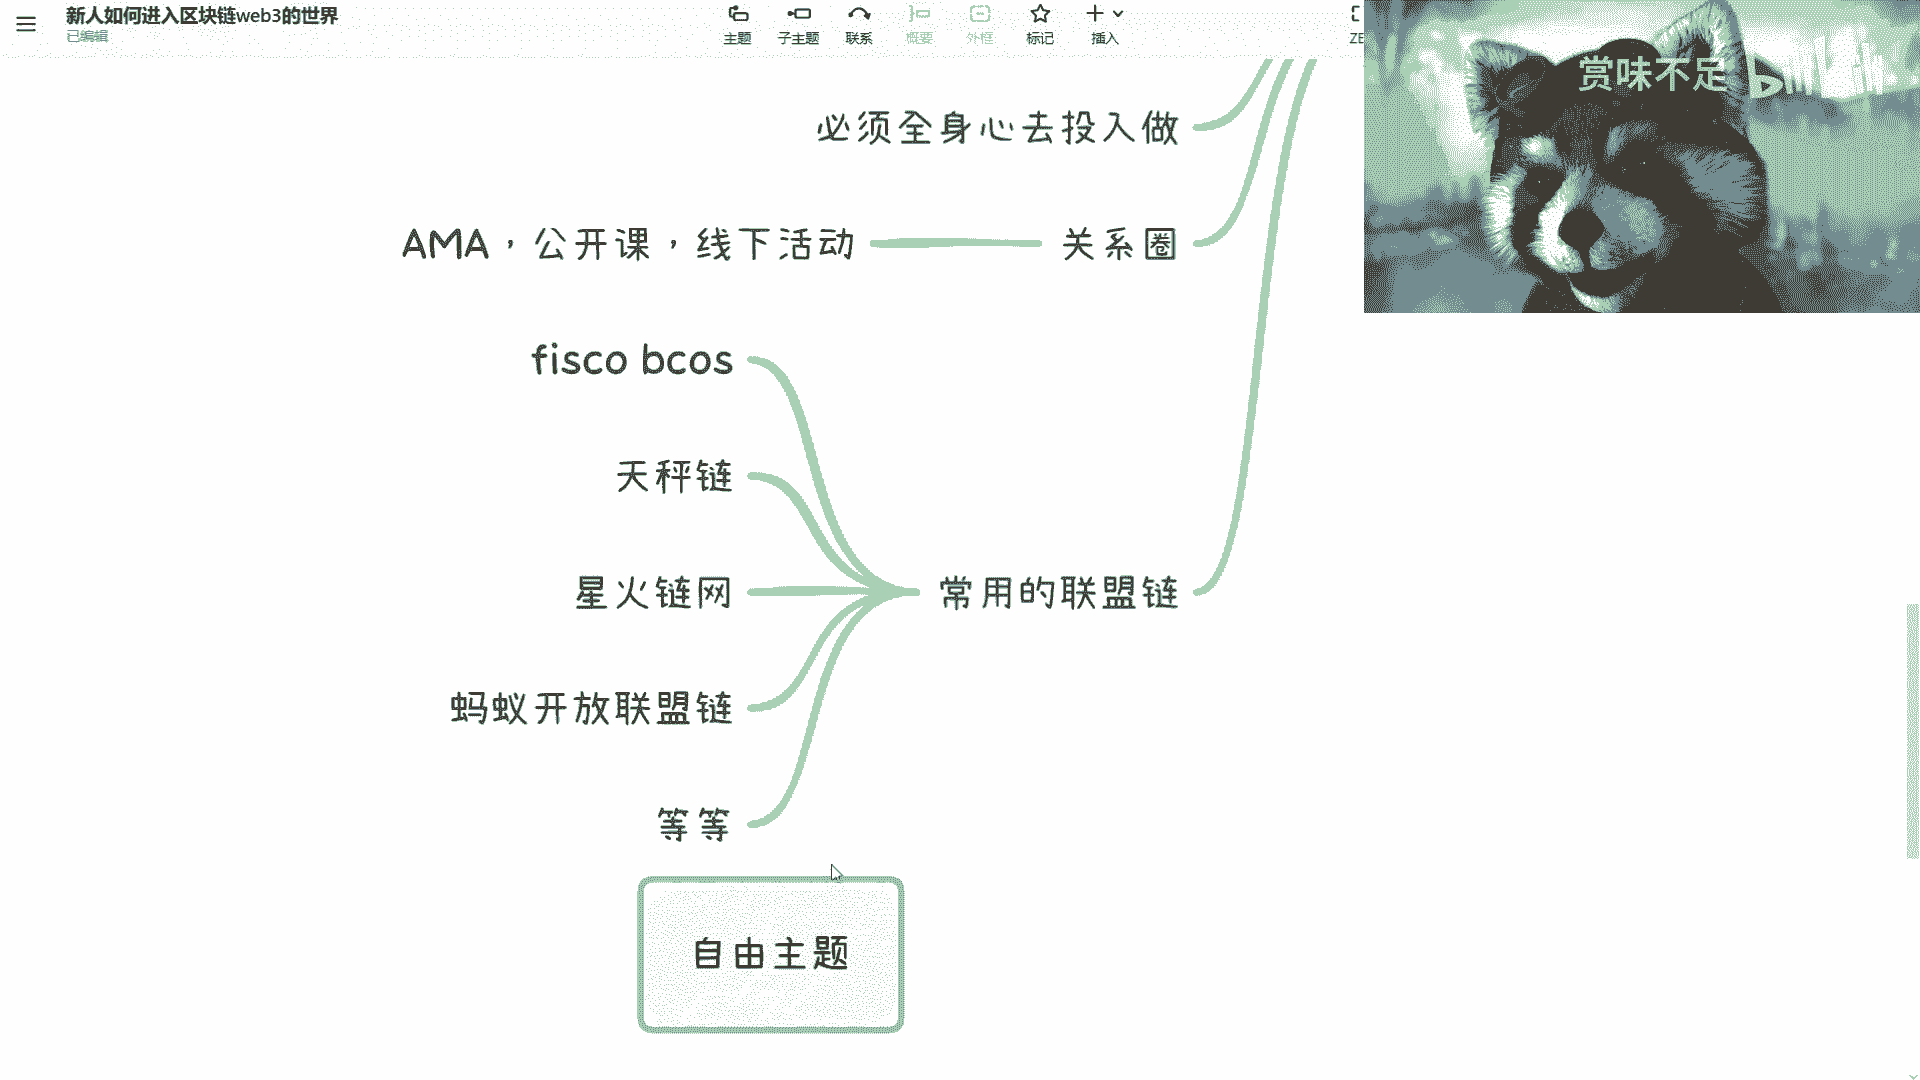 新人如何进入区块链web3的世界
已编辑
主题
子主题
联系
概要
外框
标记
插入
ZE
赏味不足
bilibili
必须全身心去投入做
AMA，公开课，线下活动
关系圈
fisco bcos
天秤链
星火链网
常用的联盟链
蚂蚁开放联盟链
等等
自由主题